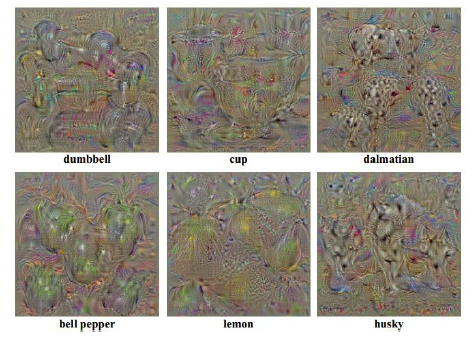 dumbbell
cup
dalmatian
bell pepper
lemon
husky